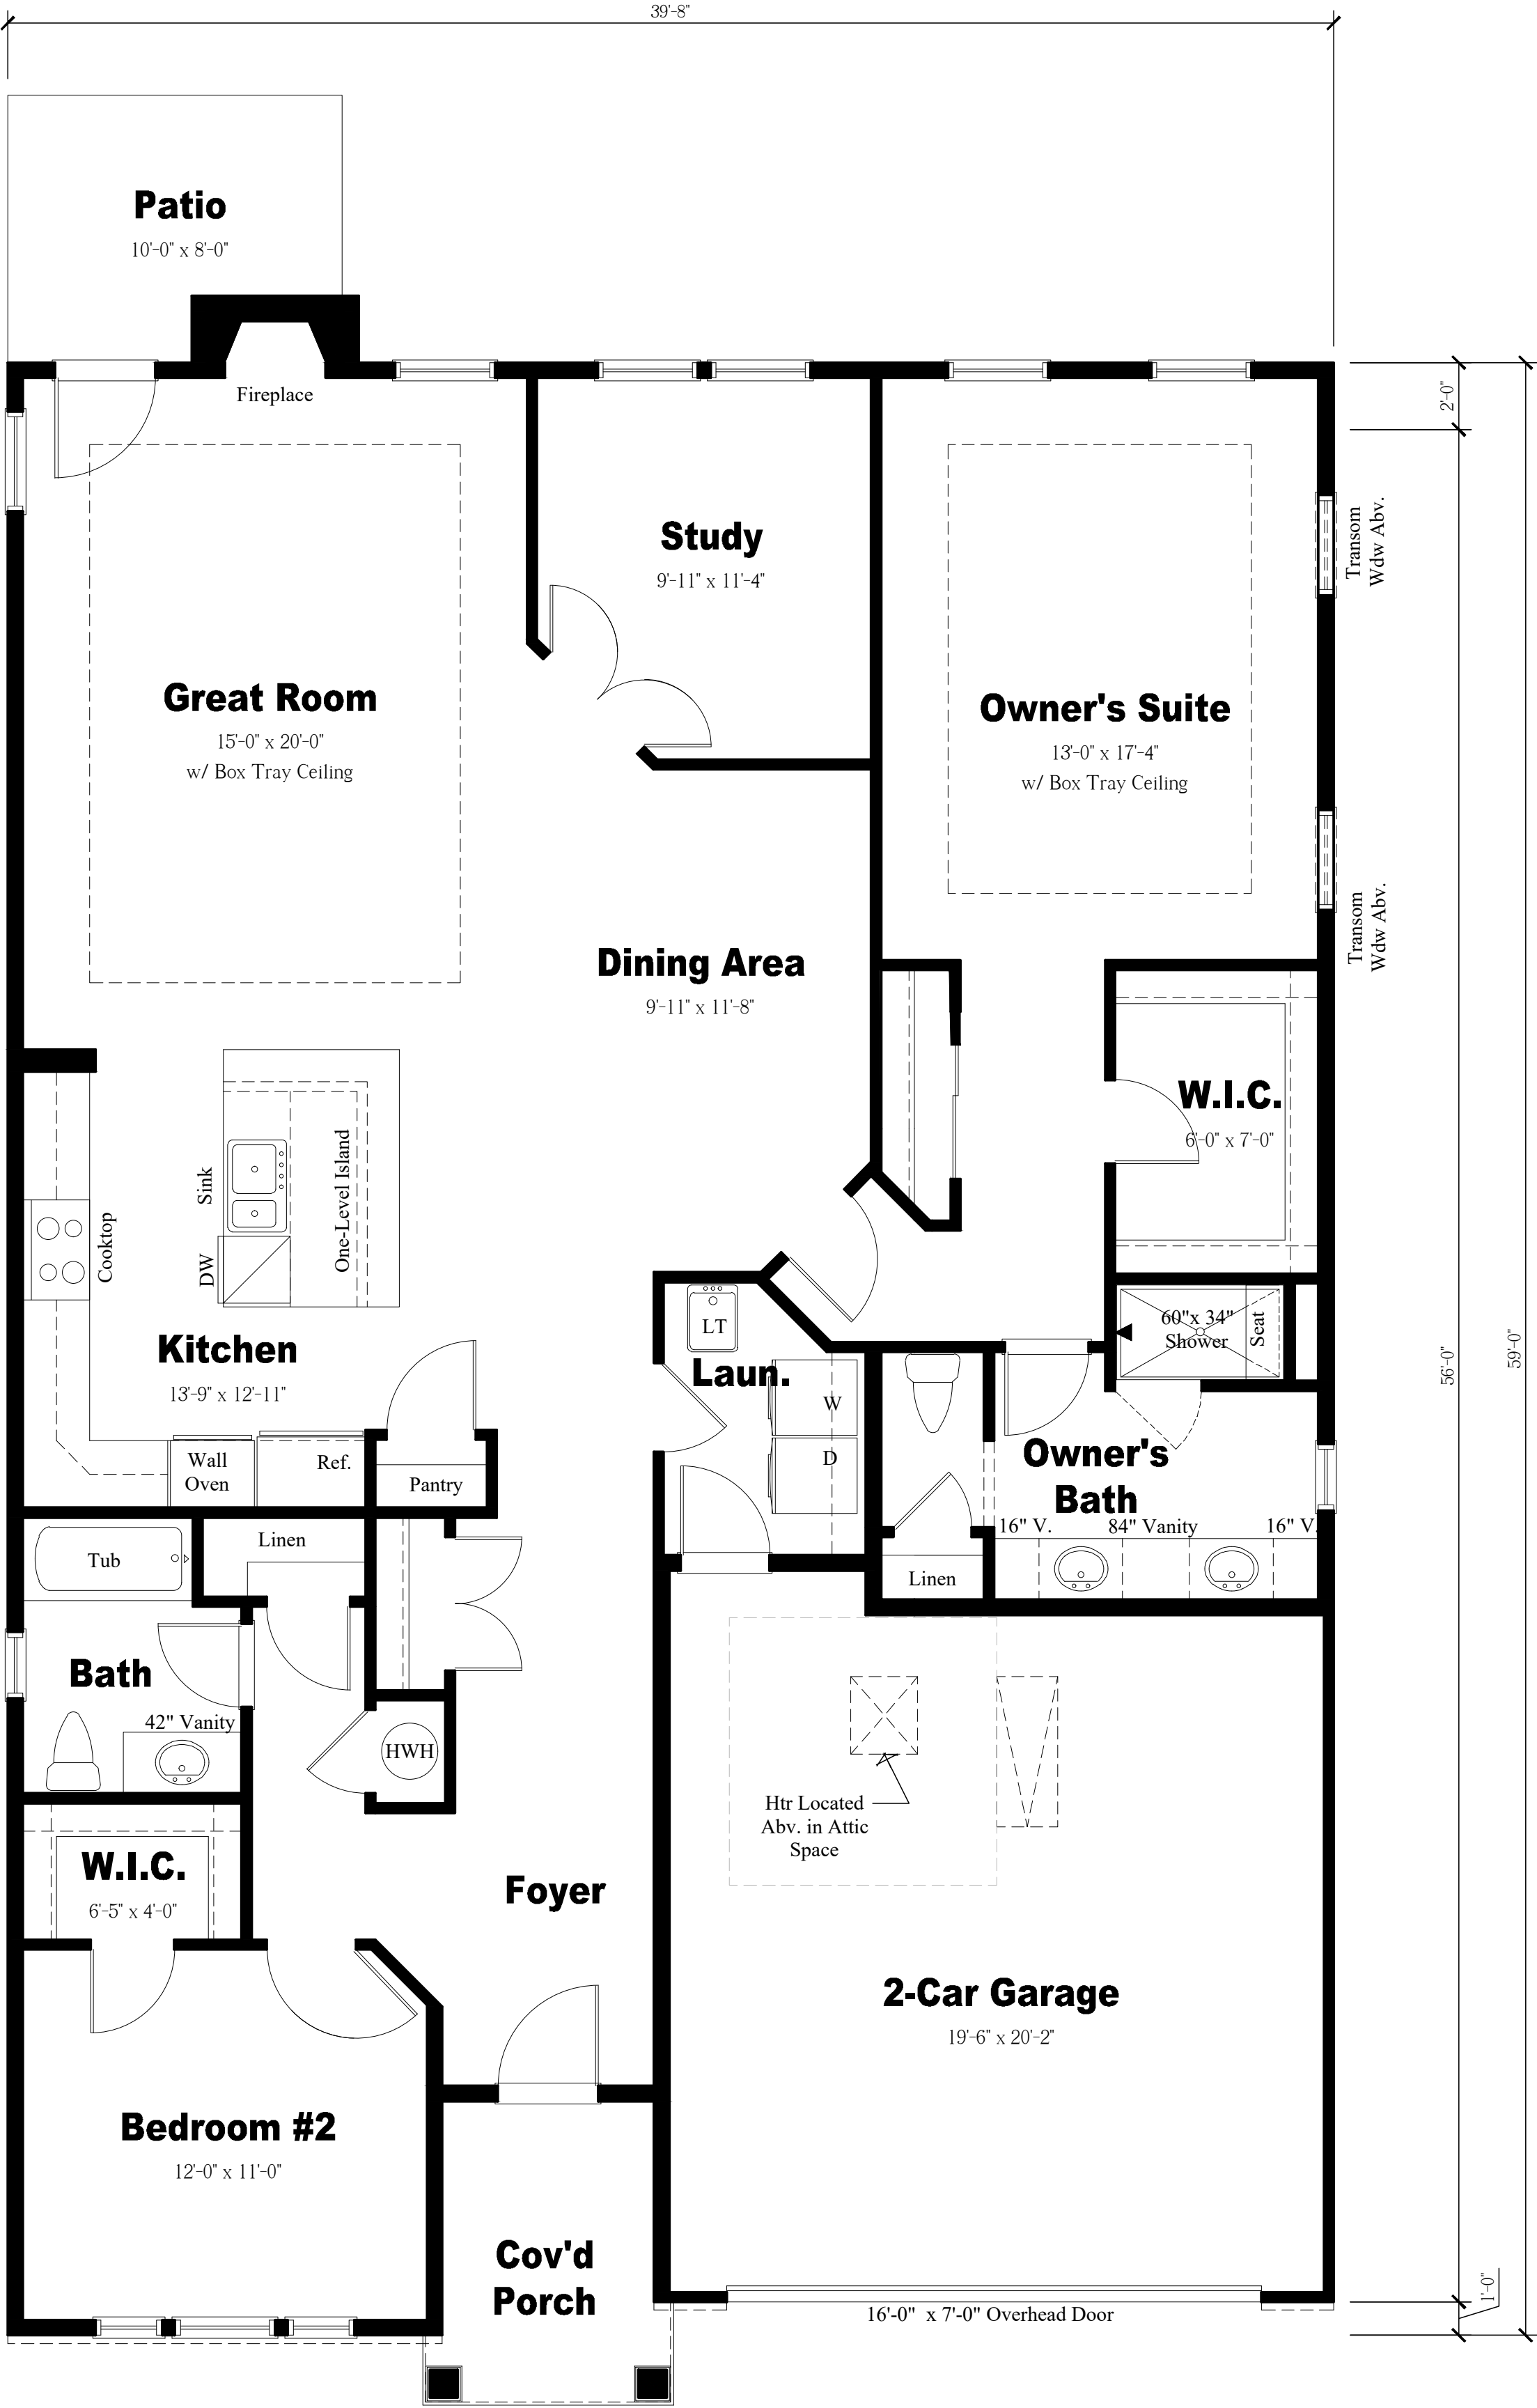 39'-8"
Patio
10'-0" x 8'-0"
Fireplace
2'-0"
Study
9'-11" x 11'-4"
Transom
Wdw Abv.
Great Room
15'-0" x 20'-0"
w/ Box Tray Ceiling
Owner's Suite
13'-0" x 17'-4"
w/ Box Tray Ceiling
Transom
Wdw Abv.
Dining Area
9'-11" x 11'-8"
W.I.C.
6'-0" x 7'-0"
Cooktop
Sink
DW
One-Level Island
Kitchen
13'-9" x 12'-11"
LT
Laun.
W
D
60"x 34"
Shower
Seat
56'-0"
59'-0"
Wall
Oven
Ref.
Pantry
Owner's
Bath
16" V.
84" Vanity
16" V.
Linen
Tub
Linen
Bath
42" Vanity
HWH
Htr Located
Abv. in Attic
Space
W.I.C.
6'-5" x 4'-0"
Foyer
2-Car Garage
19'-6" x 20'-2"
Bedroom #2
12'-0" x 11'-0"
Cov'd
Porch
16'-0" x 7'-0" Overhead Door
1'-0"